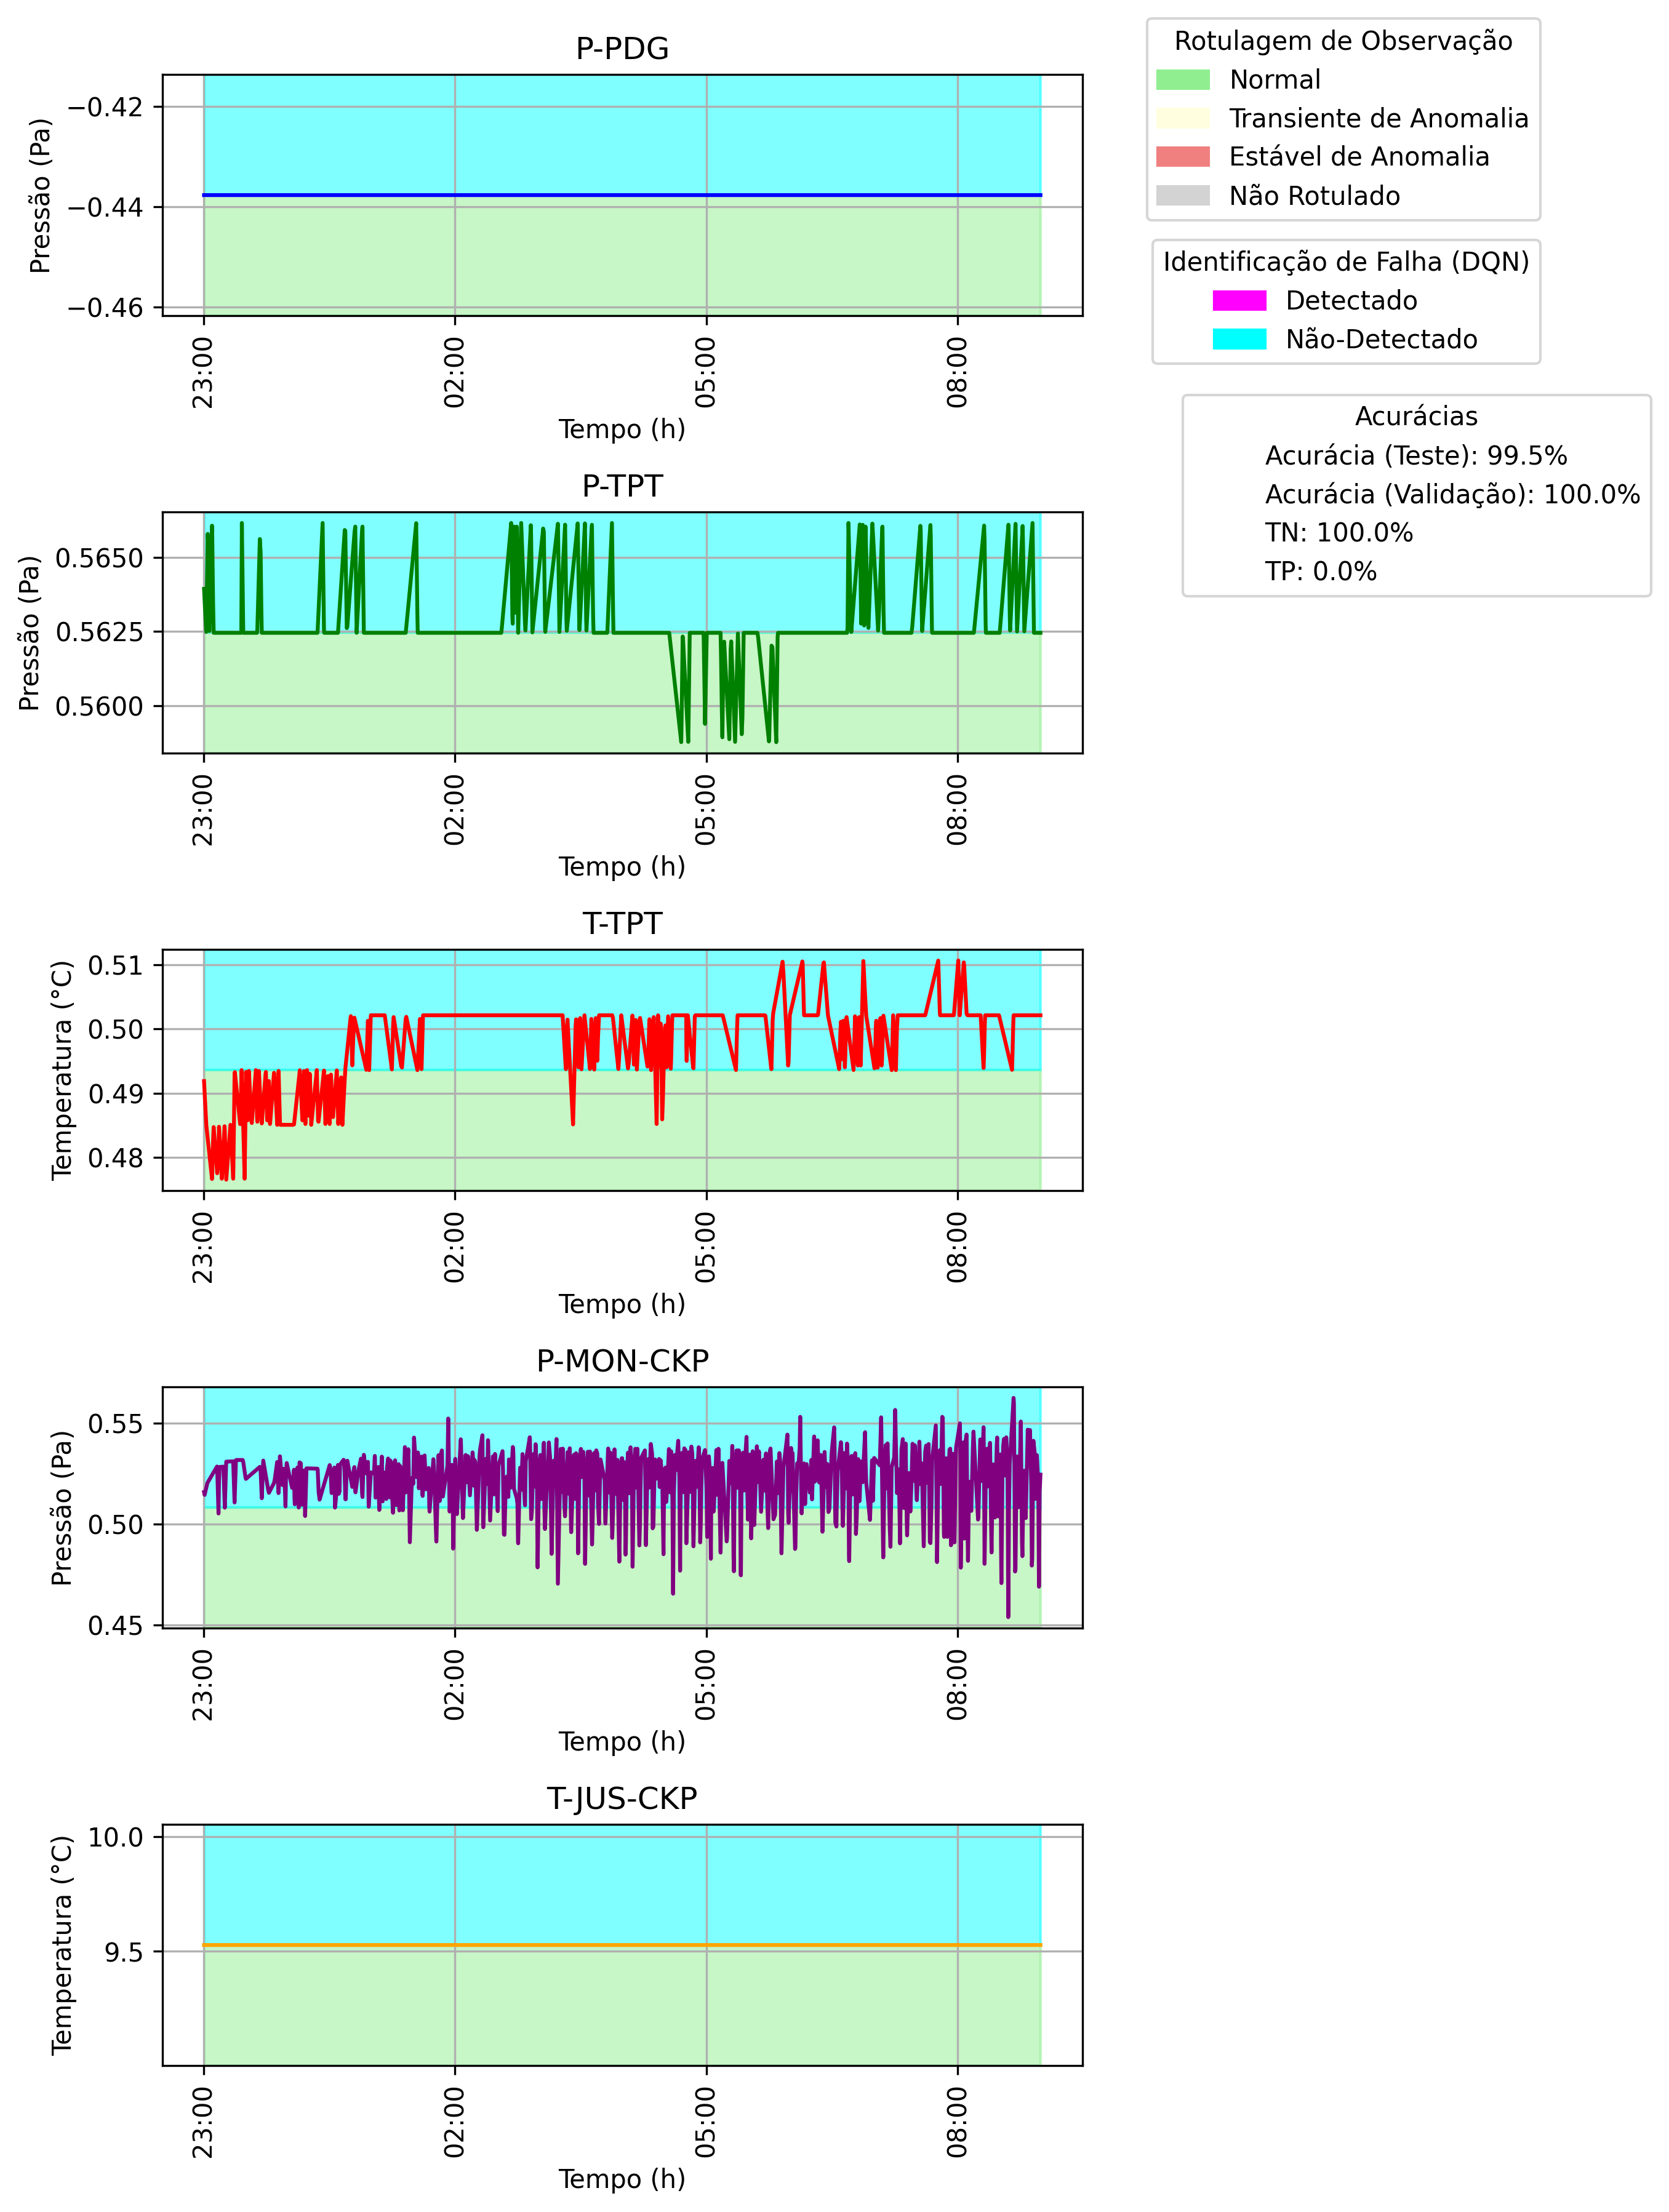 P-PDG
Pressão (Pa)
−0.42
−0.44
−0.46
23:00
02:00
05:00
08:00
Tempo (h)
Rotulagem de Observação
Normal
Transiente de Anomalia
Estável de Anomalia
Não Rotulado
Identificação de Falha (DQN)
Detectado
Não-Detectado
Acurácias
Acurácia (Teste): 99.5%
Acurácia (Validação): 100.0%
TN: 100.0%
TP: 0.0%
P-TPT
Pressão (Pa)
0.5650
0.5625
0.5600
23:00
02:00
05:00
08:00
Tempo (h)
T-TPT
Temperatura (°C)
0.51
0.50
0.49
0.48
23:00
02:00
05:00
08:00
Tempo (h)
P-MON-CKP
Pressão (Pa)
0.55
0.50
0.45
23:00
02:00
05:00
08:00
Tempo (h)
T-JUS-CKP
Temperatura (°C)
10.0
9.5
23:00
02:00
05:00
08:00
Tempo (h)